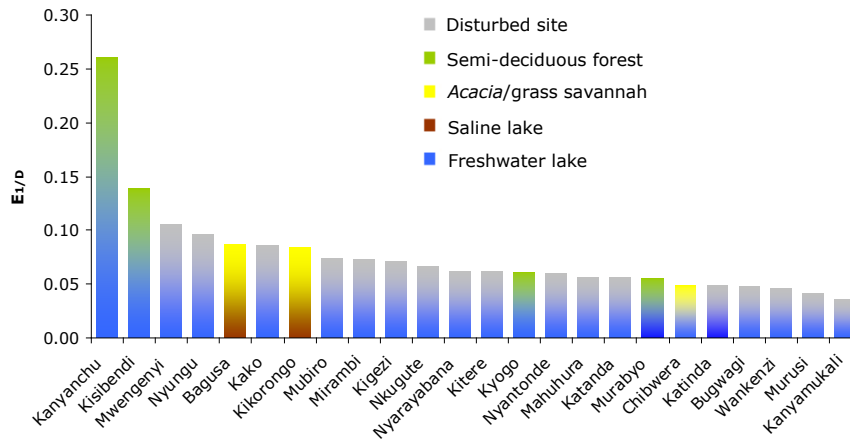 0.30
0.25
0.20
0.15
0.10
0.05
0.00
E1/D
Disturbed site
Semi-deciduous forest
Acacia/grass savannah
Saline lake
Freshwater lake
Kanyanchu
Kisibendi
Mwengenyi
Nyungu
Bagusa
Kako
Kikorongo
Mubiro
Mirambi
Kigezi
Nkugute
Nyarayabana
Kitere
Kyogo
Nyantonde
Mahuhura
Katanda
Murabyo
Chibwera
Katinda
Bugwagi
Wankenzi
Murusi
Kanyamukali